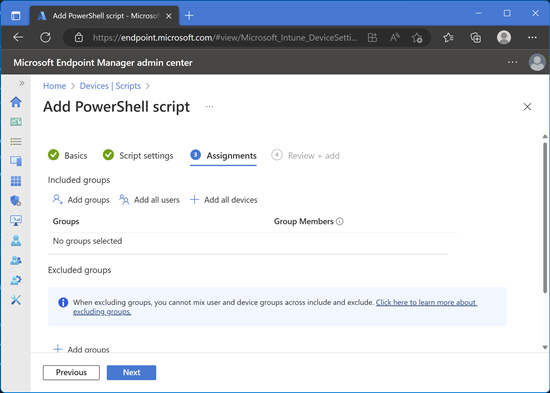 Add PowerShell script - Microsof
https://endpoint.microsoft.com/#view/Microsoft_Intune_DeviceSetti...
Microsoft Endpoint Manager admin center
Home > Devices | Scripts >
Add PowerShell script
Basics
Script settings
3 Assignments
4 Review + add
Included groups
Add groups
Add all users
Add all devices
Groups
Group Members
No groups selected
Excluded groups
When excluding groups, you cannot mix user and device groups across include and exclude. Click here to learn more about
excluding groups.
Add groups
Previous
Next